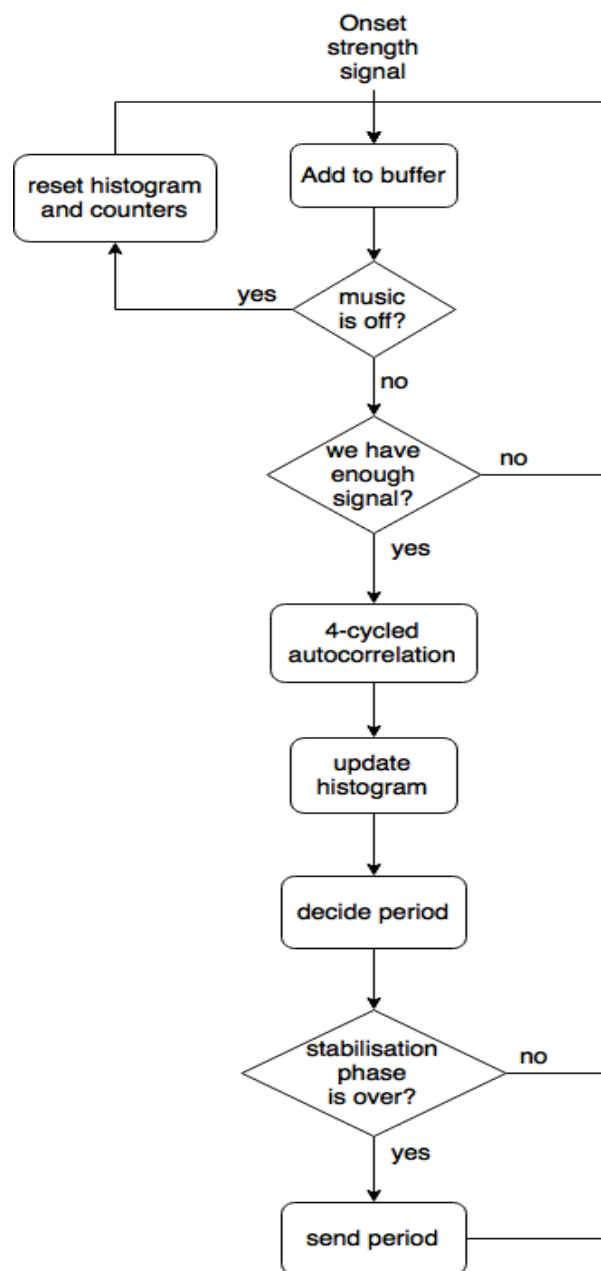 Onset
strength
signal
Add to buffer
reset histogram
and counters
yes
music
is off?
no
we have
enough
signal?
no
yes
4-cycled
autocorrelation
update
histogram
decide period
stabilisation
phase
is over?
no
yes
send period